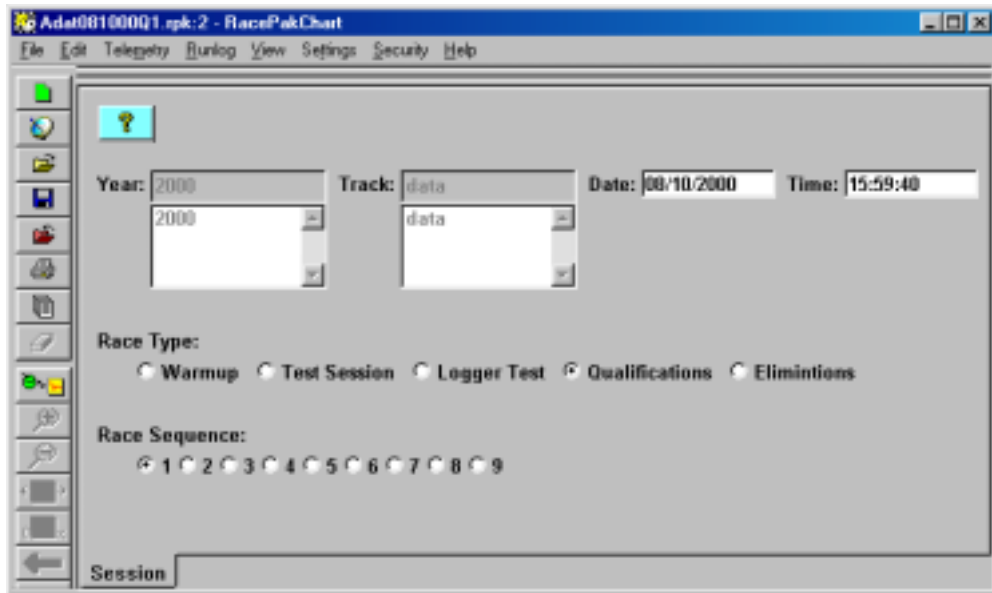 Adat081000Q1.rpk:2 - RacePakChart
File Edit Telemetry Runlog View Settings Security Help
?
Year: 2000 Track: data Date: 08/10/2000 Time: 15:59:40
2000 data
Race Type:
Warmup Test Session Logger Test Qualifications Elimintions
Race Sequence:
1 2 3 4 5 6 7 8 9
Session